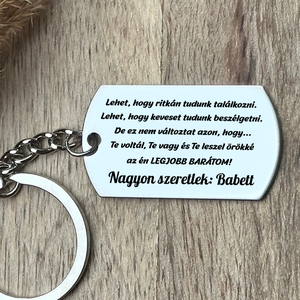 Lehet, hogy ritkán tudunk találkozni.
Lehet, hogy keveset tudunk beszélgetni.
De ez nem változtat azon, hogy...
Te voltál, Te vagy és Te leszel örökké
az én LEGJOBB BARÁTOM!
Nagyon szeretlek: Babett